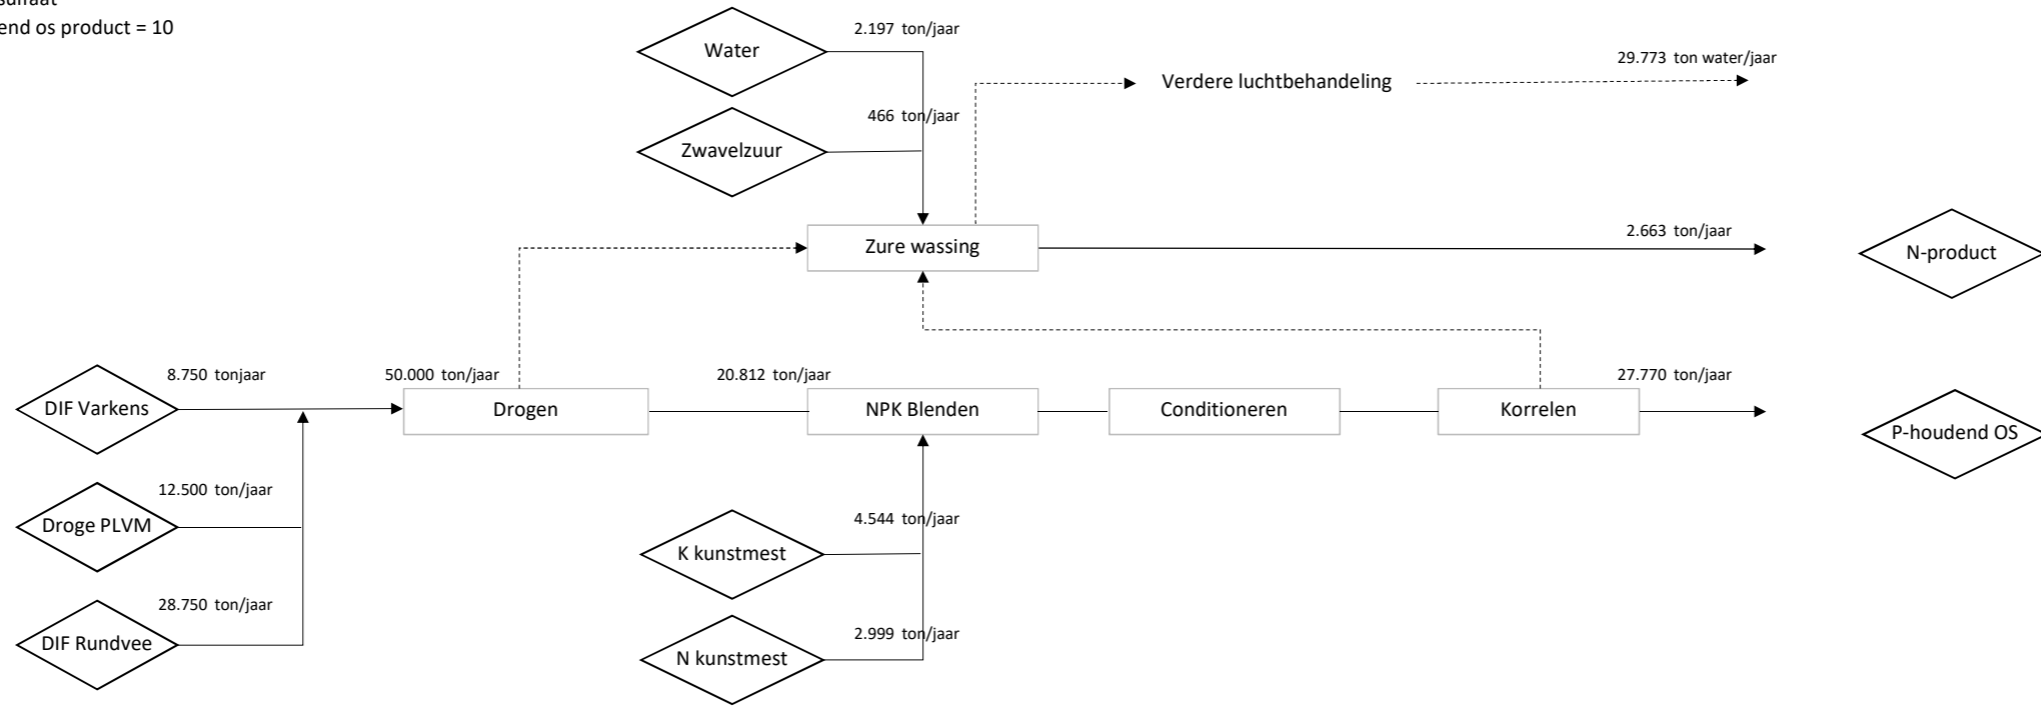 end os product = 10
Water
2.197 ton/jaar
Verdere luchtbehandeling
29.773 ton water/jaar
Zwavelzuur
466 ton/jaar
Zure wassing
2.663 ton/jaar
N-product
DIF Varkens
8.750 tonjaar
50.000 ton/jaar
Drogen
20.812 ton/jaar
NPK Blenden
Conditioneren
Korrelen
27.770 ton/jaar
P-houdend OS
Droge PLVM
12.500 ton/jaar
K kunstmest
4.544 ton/jaar
DIF Rundvee
28.750 ton/jaar
N kunstmest
2.999 ton/jaar